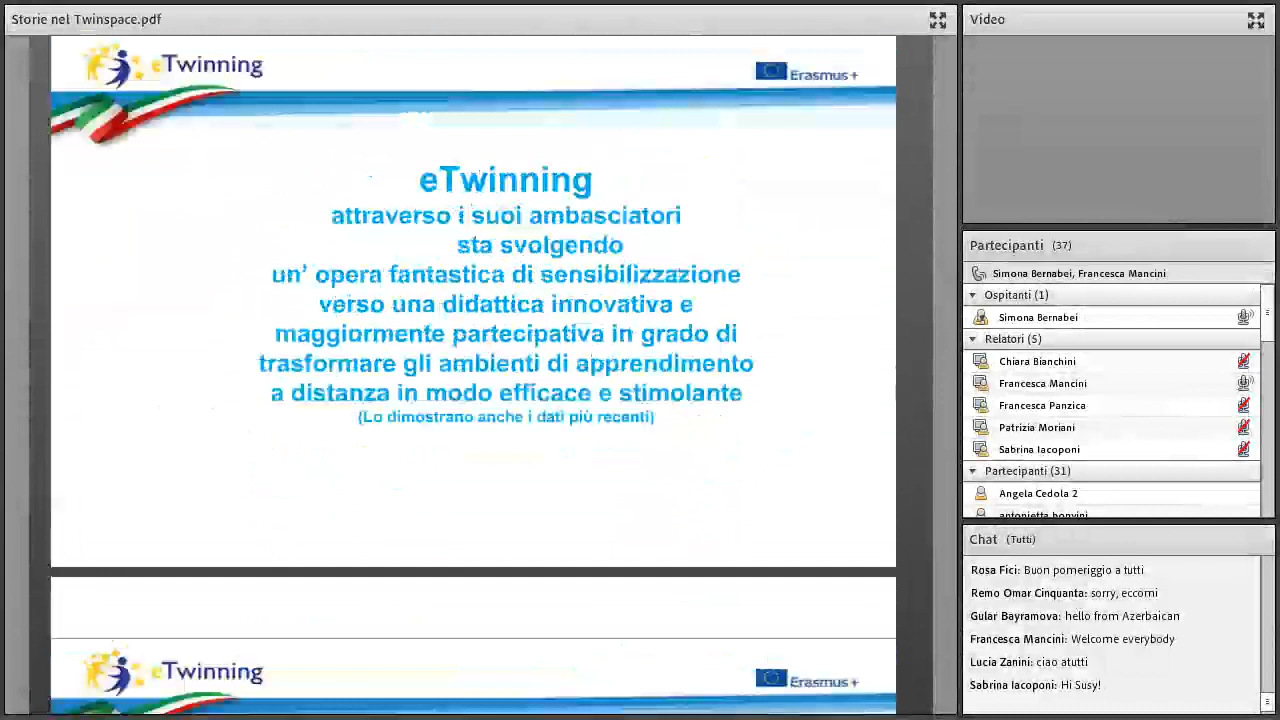 Storie nel Twinspace.pdf
eTwinning
Erasmus+
eTwinning
attraverso i suoi ambasciatori
sta svolgendo
un' opera fantastica di sensibilizzazione
verso una didattica innovativa e
maggiormente partecipativa in grado di
trasformare gli ambienti di apprendimento
a distanza in modo efficace e stimolante
(Lo dimostrano anche i dati più recenti)
eTwinning
Erasmus+
Video
Partecipanti (37)
Simona Bernabei, Francesca Mancini
Ospitanti (1)
Simona Bernabei
Relatori (5)
Chiara Bianchini
Francesca Mancini
Francesca Panzica
Patrizia Moriani
Sabrina Iacoponi
Partecipanti (31)
Angela Cedola 2
antonietta bonvini
Chat (Tutti)
Rosa Fici: Buon pomeriggio a tutti
Remo Omar Cinquanta: sorry, eccomi
Gular Bayramova: hello from Azerbaican
Francesca Mancini: Welcome everybody
Lucia Zanini: ciao atutti
Sabrina Iacoponi: Hi Susy!